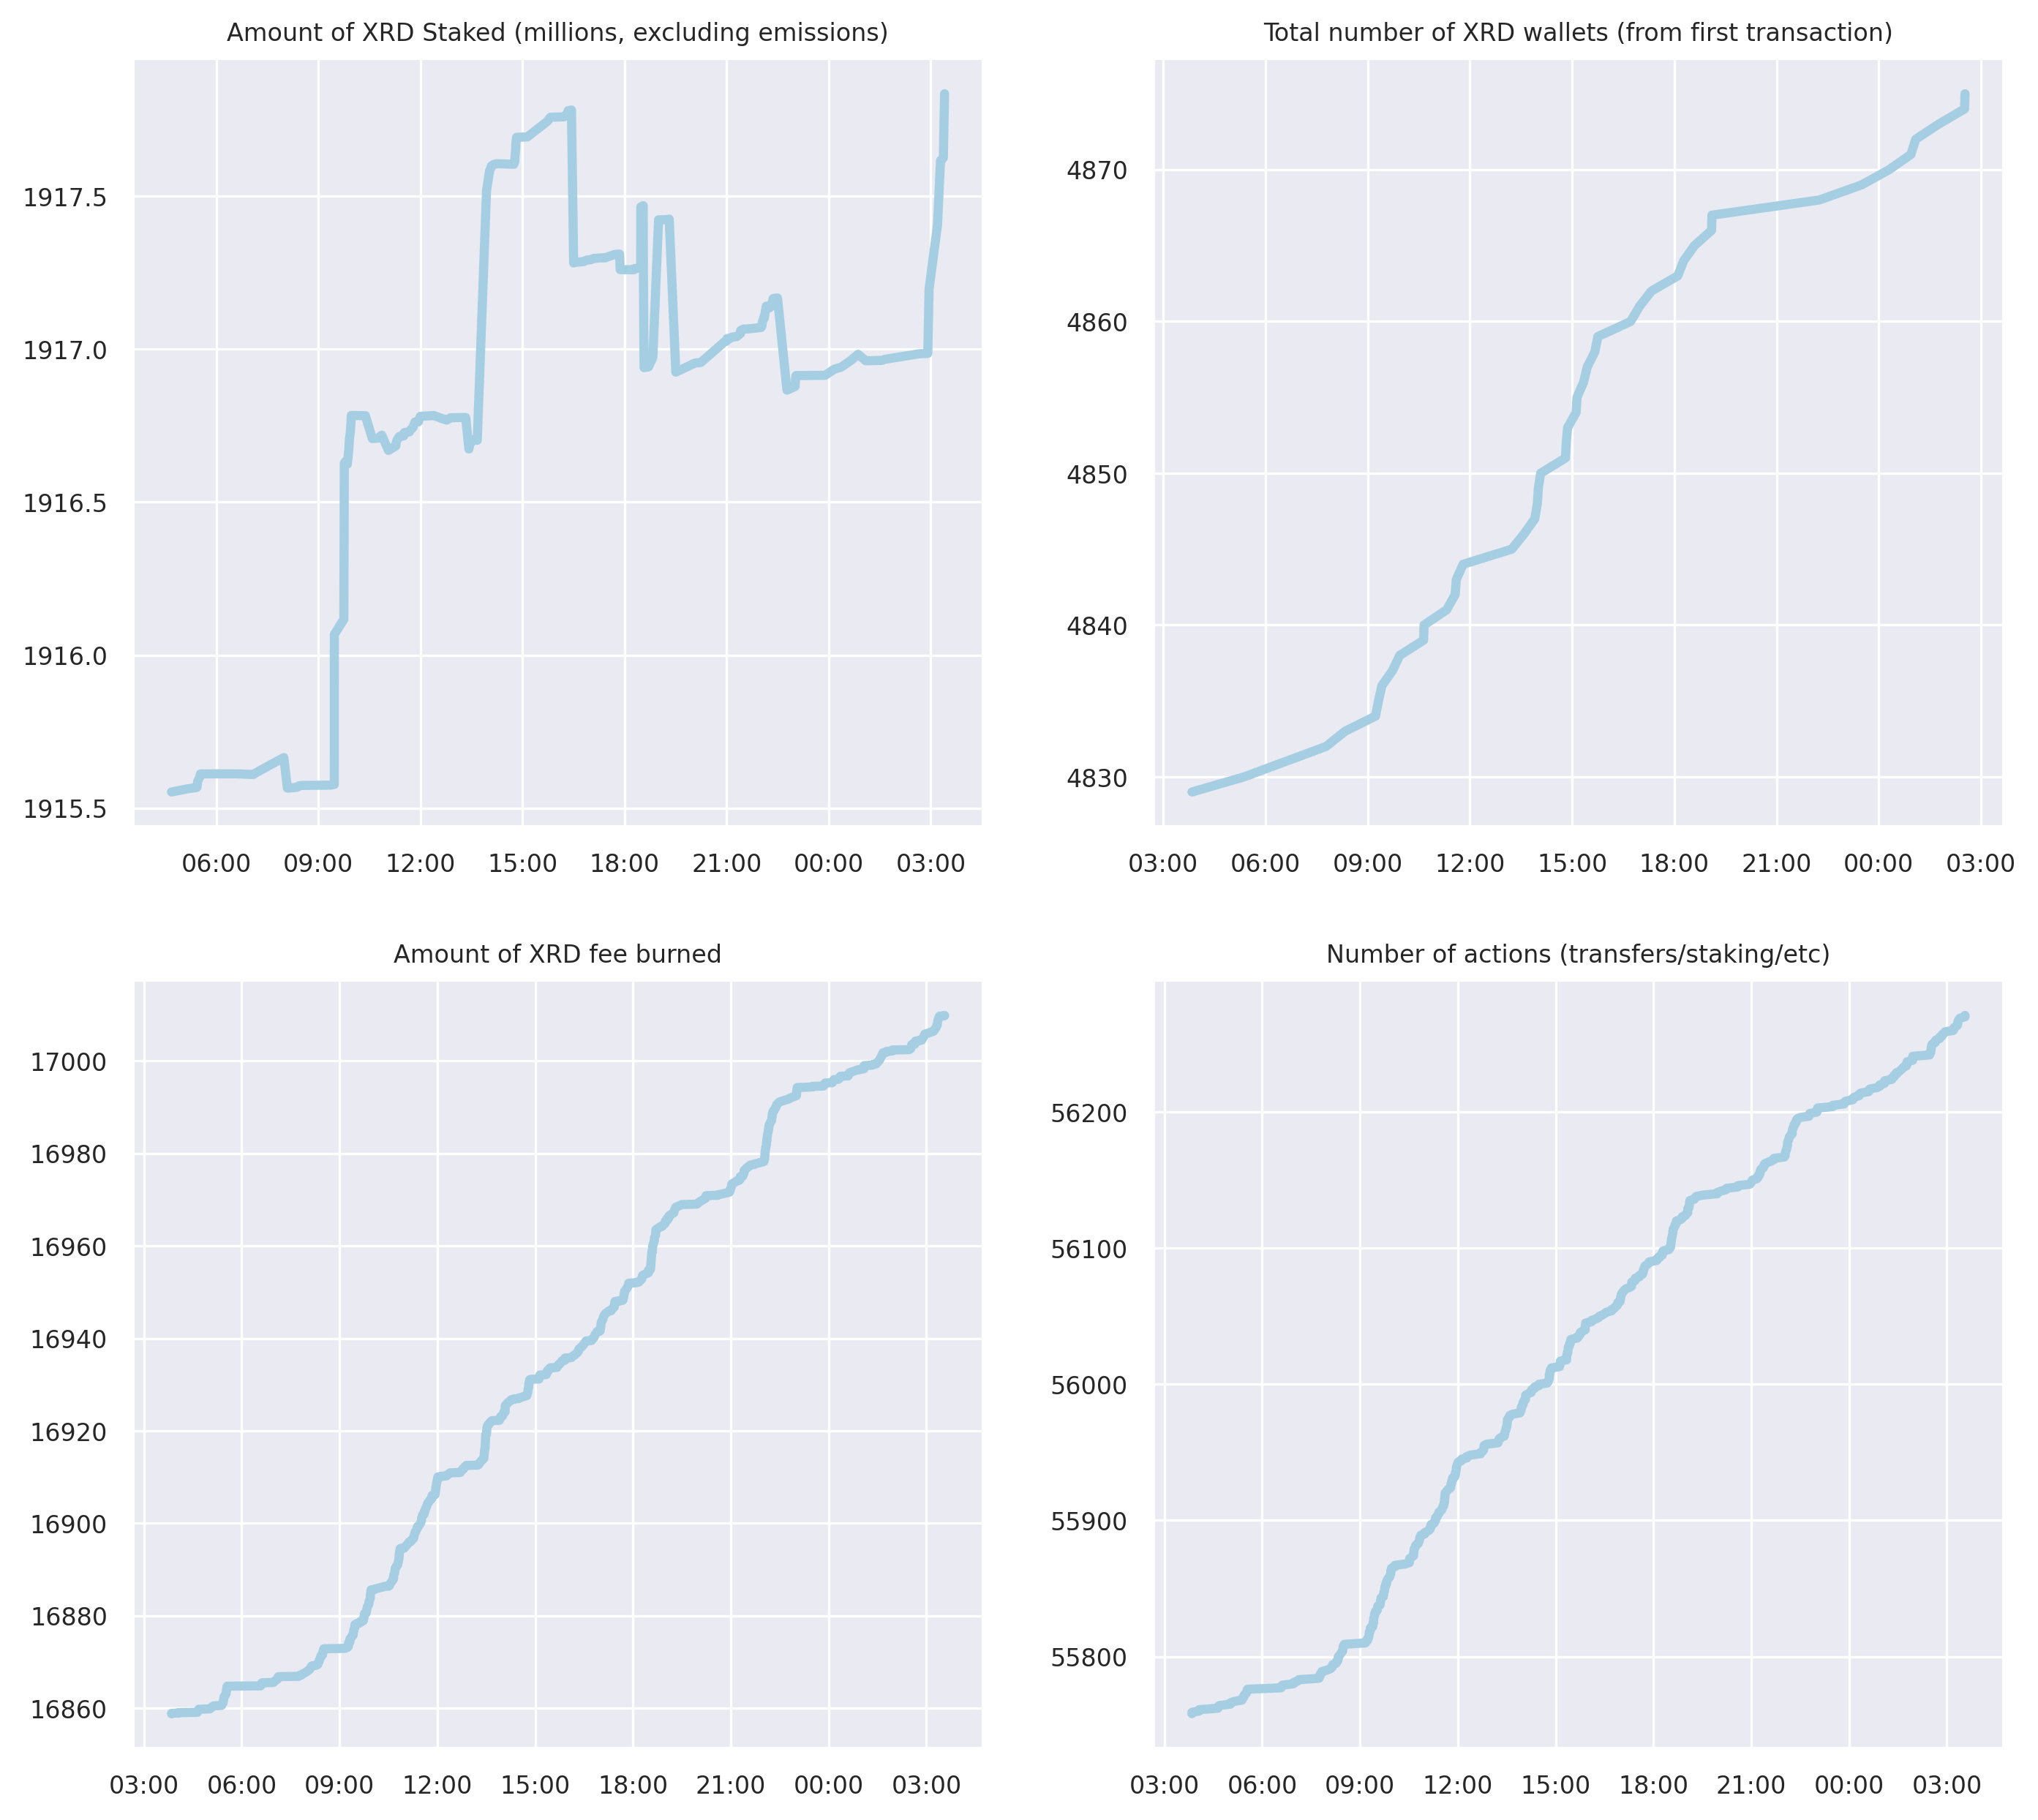 Amount of XRD Staked (millions, excluding emissions)
1917.5
1917.0
1916.5
1916.0
1915.5
06:00 09:00 12:00 15:00 18:00 21:00 00:00 03:00
Total number of XRD wallets (from first transaction)
4870
4860
4850
4840
4830
03:00 06:00 09:00 12:00 15:00 18:00 21:00 00:00 03:00
Amount of XRD fee burned
17000
16980
16960
16940
16920
16900
16880
16860
03:00 06:00 09:00 12:00 15:00 18:00 21:00 00:00 03:00
Number of actions (transfers/staking/etc)
56200
56100
56000
55900
55800
03:00 06:00 09:00 12:00 15:00 18:00 21:00 00:00 03:00